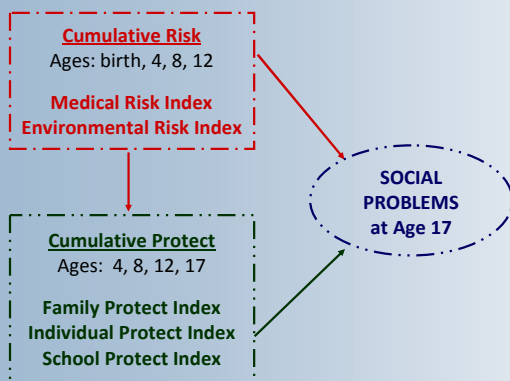 Cumulative Risk
Ages: birth, 4, 8, 12
Medical Risk Index
Environmental Risk Index
SOCIAL
PROBLEMS
at Age 17
Cumulative Protect
Ages: 4, 8, 12, 17
Family Protect Index
Individual Protect Index
School Protect Index